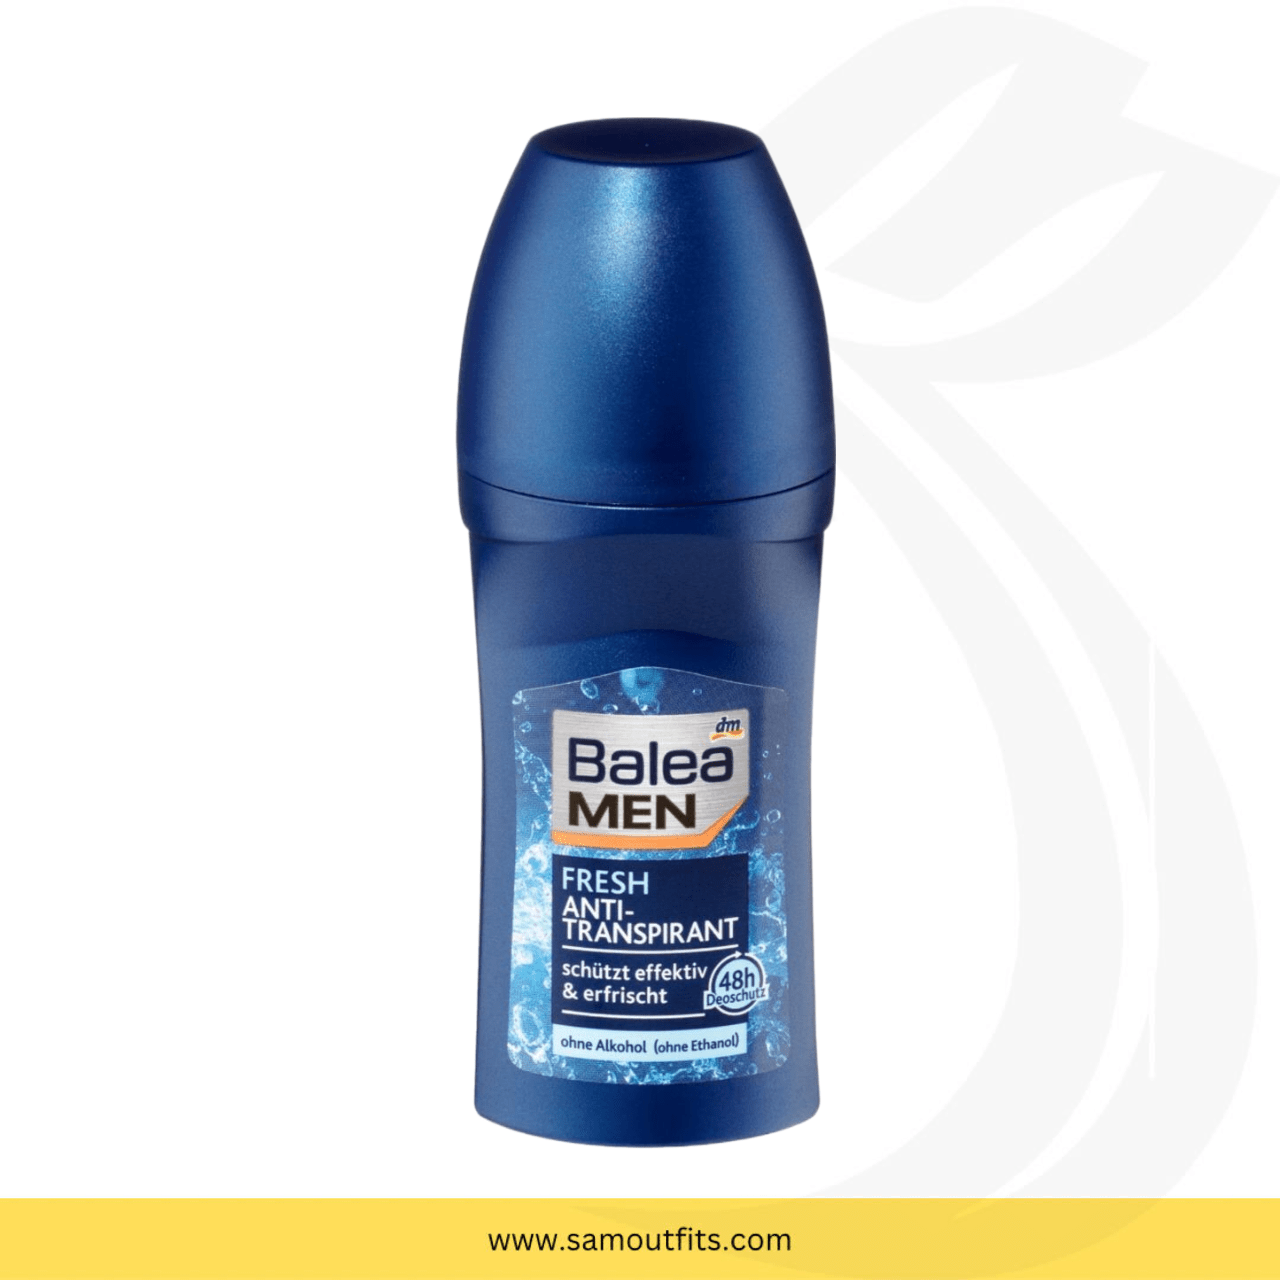 dm
Balea
MEN
FRESH
ANTI-
TRANSPIRANT
schützt effektiv
& erfrischt
48h
Deoschutz
ohne Alkohol (ohne Ethanol)
www.samoutfits.com